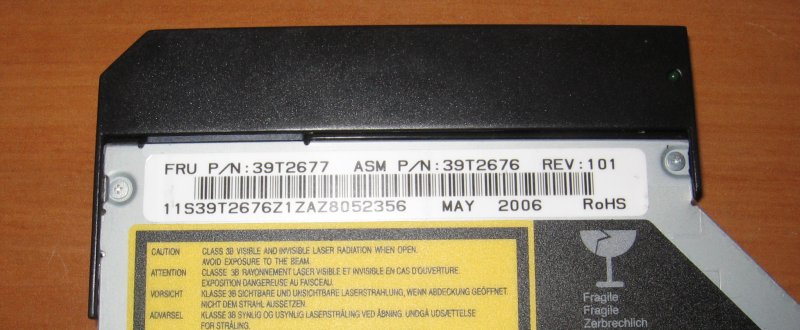 FRU P/N:39T2677 ASM P/N:39T2676 REV:101
11S39T2676Z1ZAZ8052356 MAY 2006 RoHS
CAUTION CLASS 3B VISIBLE AND INVISIBLE LASER RADIATION WHEN OPEN.
AVOID EXPOSURE TO THE BEAM.
ATTENTION CLASSE 3B RAYONNEMENT LASER VISIBLE ET INVISIBLE EN CAS D'OUVERTURE.
EXPOSITION DANGEREUSE AU FAISCEAU.
VORSICHT KLASSE 3B SICHTBARE UND UNSICHTBARE LASERSTRAHLUNG, WENN ABDECKUNG GEÖFFNET.
NICHT DEM STRAHL AUSSETZEN.
ADVARSEL KLASSE 3B SYNLIG OG USYNLIG LASERSTRÅLING VED ÅBNING. UNDGÅ UDSÆTTELSE
FOR STRÅLING.
Fragile
Fragile
Zerbrechlich